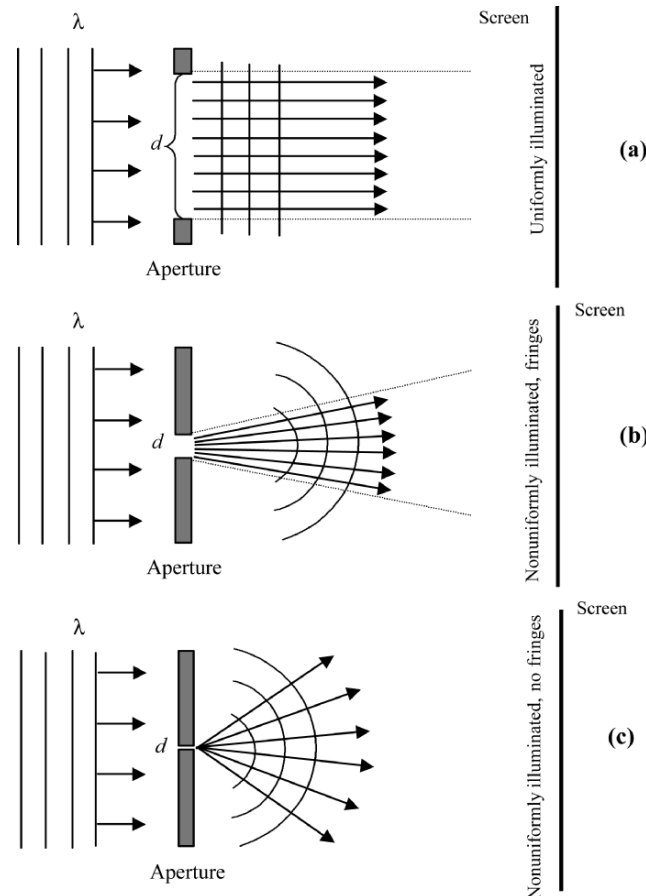 λ
Screen
d
Uniformly illuminated
(a)
Aperture
λ
Screen
d
Nonuniformly illuminated, fringes
(b)
Aperture
λ
Screen
d
Nonuniformly illuminated, no fringes
(c)
Aperture